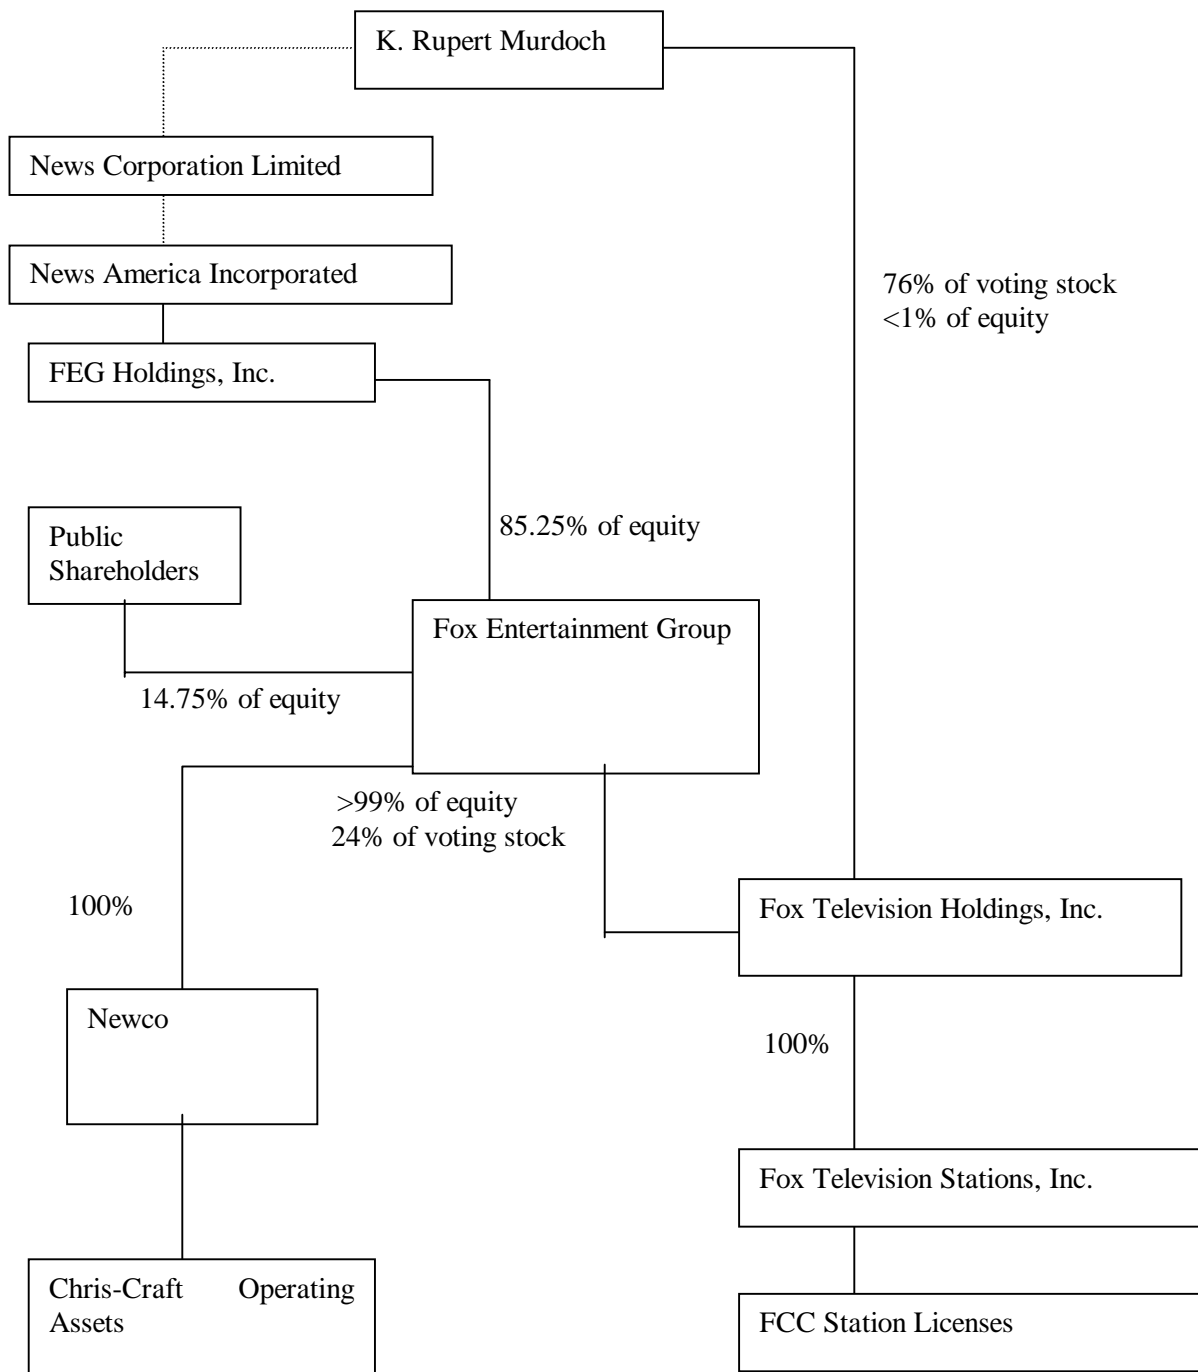 K. Rupert Murdoch
News Corporation Limited
News America Incorporated
76% of voting stock
<1% of equity
FEG Holdings, Inc.
Public
Shareholders
85.25% of equity
Fox Entertainment Group
14.75% of equity
>99% of equity
24% of voting stock
100%
Fox Television Holdings, Inc.
Newco
100%
Fox Television Stations, Inc.
Chris-Craft Operating
Assets
FCC Station Licenses